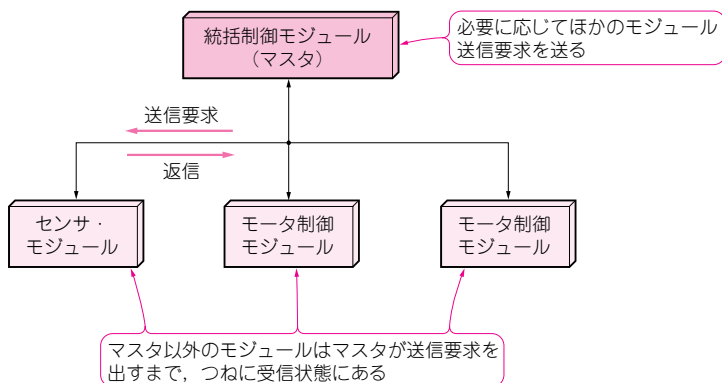 統括制御モジュール
（マスタ）
必要に応じてほかのモジュール
送信要求を送る
送信要求
返信
センサ・
モジュール
モータ制御
モジュール
モータ制御
モジュール
マスタ以外のモジュールはマスタが送信要求を
出すまで，つねに受信状態にある